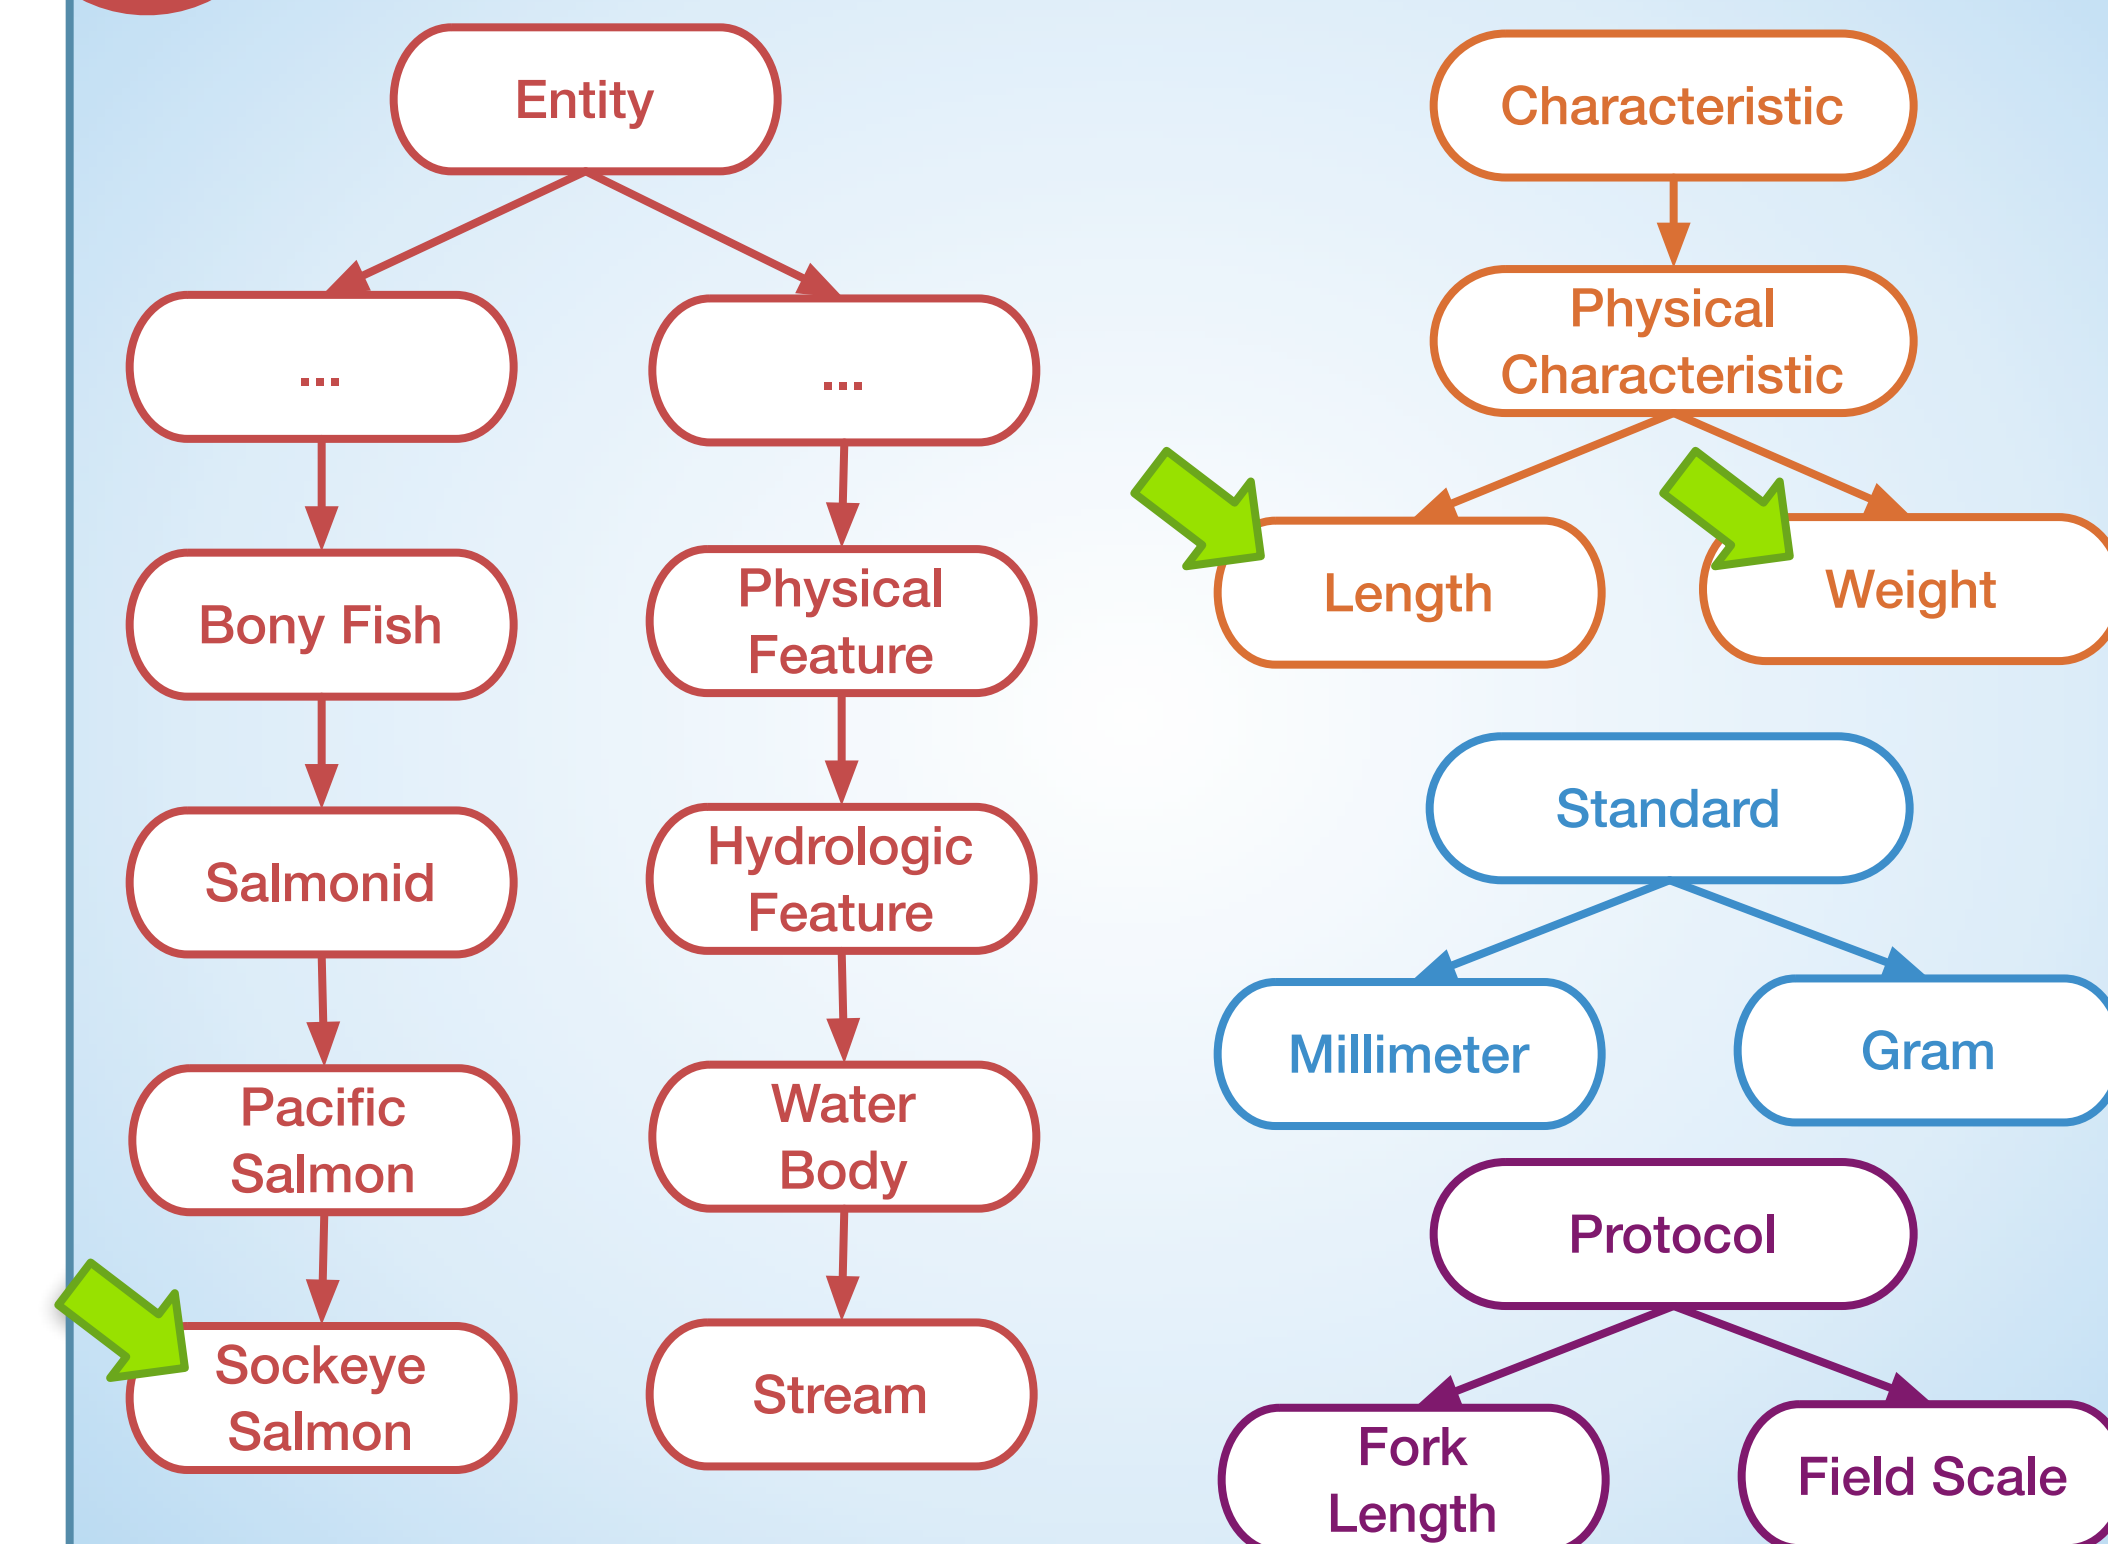 Entity
...
...
Bony Fish
Physical
Feature
Salmonid
Hydrologic
Feature
Pacific
Salmon
Water
Body
Sockeye
Salmon
Stream
Characteristic
Physical
Characteristic
Length
Weight
Standard
Millimeter
Gram
Protocol
Fork
Length
Field Scale